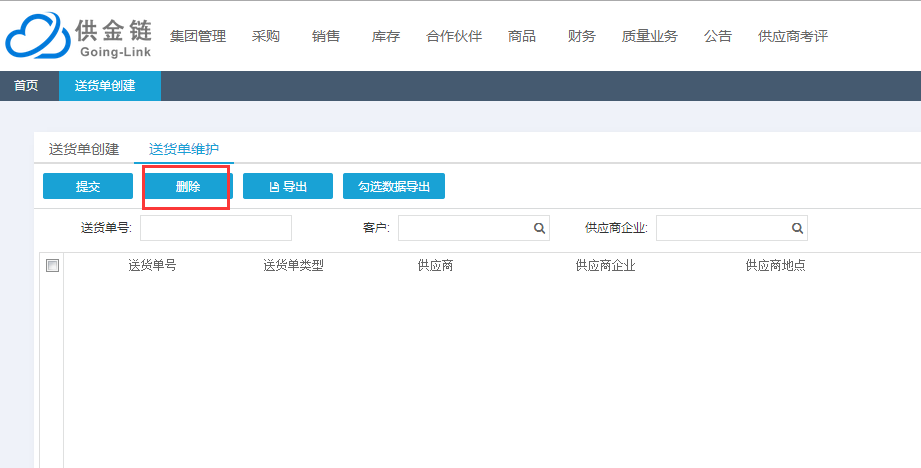 供金链
Going-Link
集团管理 采购 销售 库存 合作伙伴 商品 财务 质量业务 公告 供应商考评
首页 送货单创建
送货单创建 送货单维护
提交 删除 导出 勾选数据导出
送货单号: 客户: 供应商企业:
送货单号 送货单类型 供应商 供应商企业 供应商地点